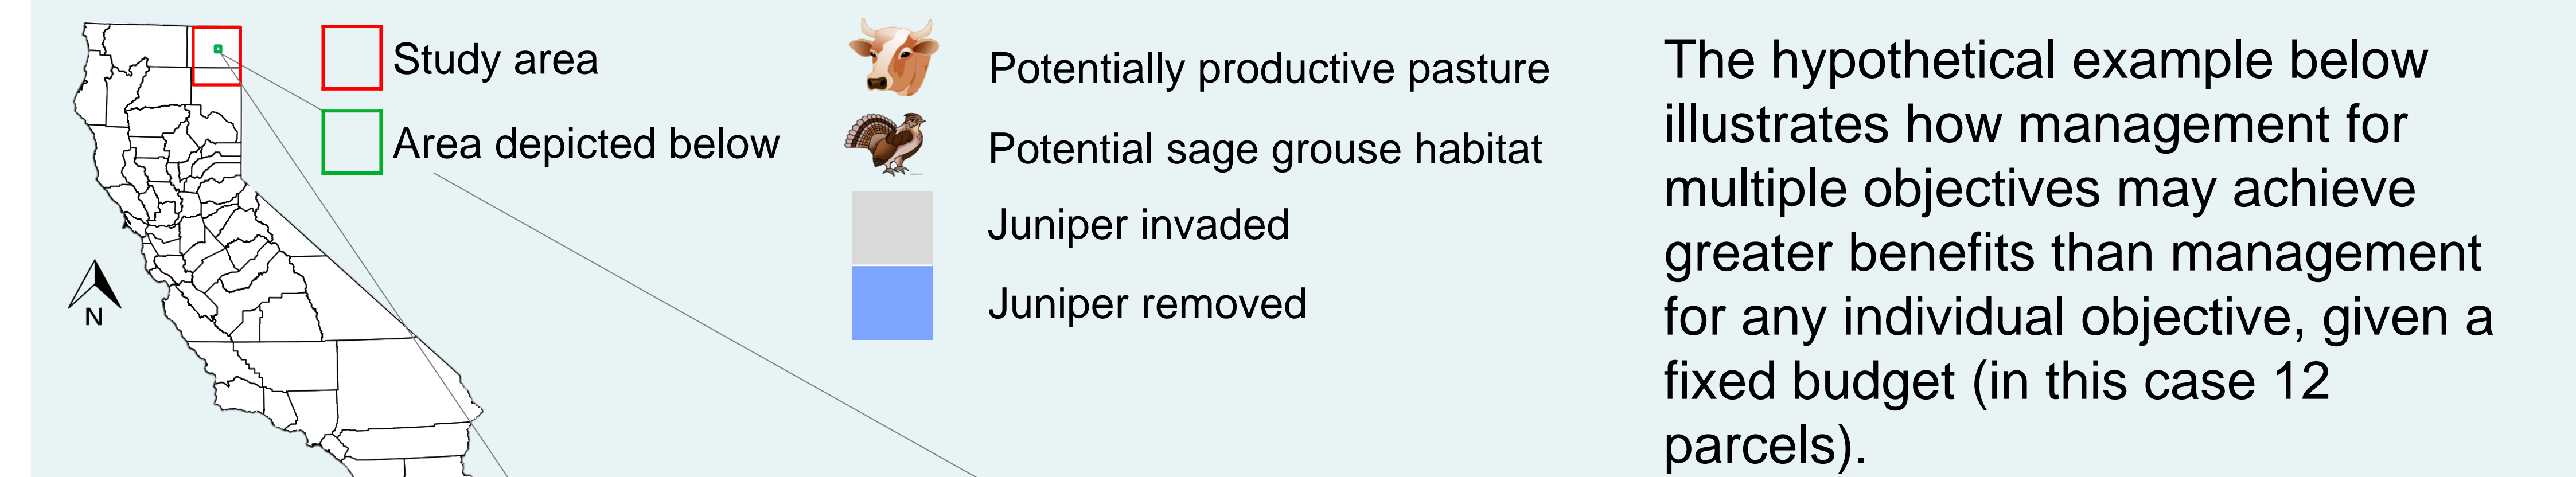 Study area
Area depicted below
N
Potentially productive pasture
Potential sage grouse habitat
Juniper invaded
Juniper removed
The hypothetical example below
illustrates how management for
multiple objectives may achieve
greater benefits than management
for any individual objective, given a
fixed budget (in this case 12
parcels).